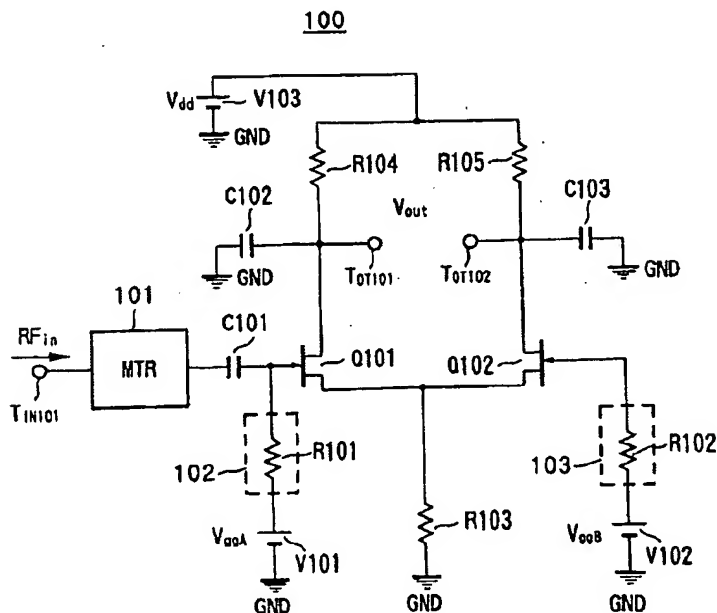 100
Vdd
V103
GND
R104
R105
C102
C103
Vout
GND
TOT101
TOT102
GND
101
RFin
C101
MTR
Q101
Q102
TIN101
102
R101
103
R102
VggA
V101
R103
VggB
V102
GND
GND
GND